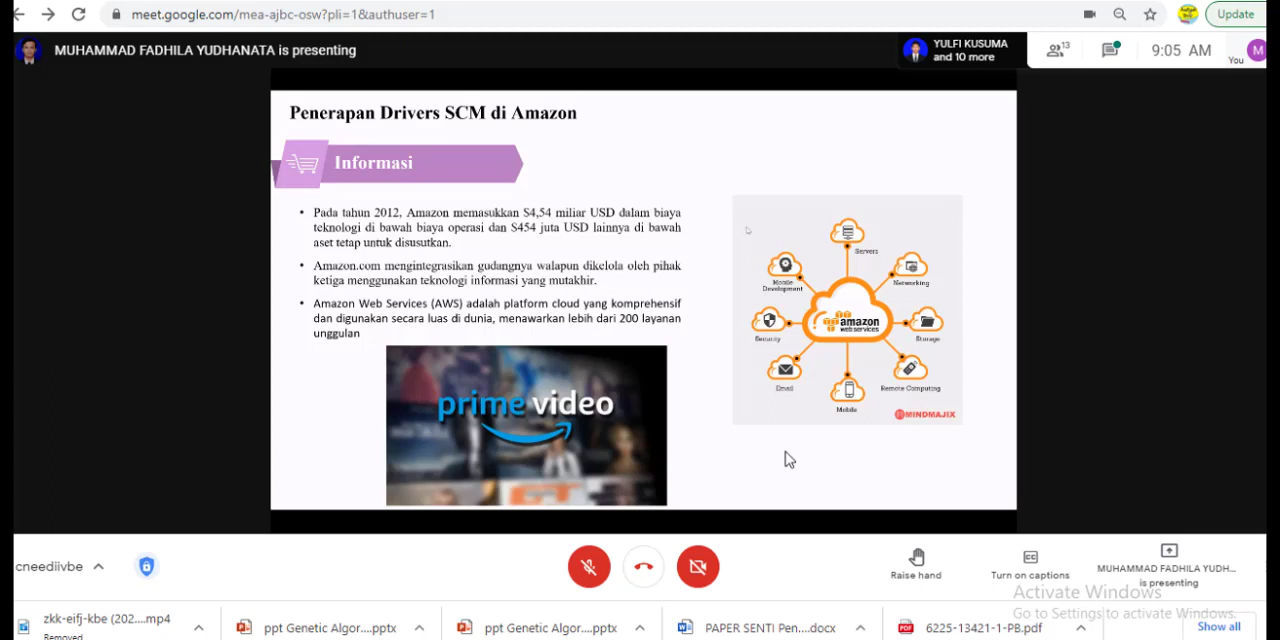 meet.google.com/mea-ajbc-osw?pli=1&authuser=1
Update
MUHAMMAD FADHILA YUDHANATA is presenting
YULFI KUSUMA
and 10 more
13
9:05 AM
You
M
Penerapan Drivers SCM di Amazon
Informasi
• Pada tahun 2012, Amazon memasukkan $4,54 miliar USD dalam biaya
teknologi di bawah biaya operasi dan $454 juta USD lainnya di bawah
aset tetap untuk disusutkan.
• Amazon.com mengintegrasikan gudangnya walapun dikelola oleh pihak
ketiga menggunakan teknologi informasi yang mutakhir.
• Amazon Web Services (AWS) adalah platform cloud yang komprehensif
dan digunakan secara luas di dunia, menawarkan lebih dari 200 layanan
unggulan
prime video
Servers
Mobile
Development
Networking
amazon
web services
Security
Storage
Email
Remote Computing
Mobile
MINDMAJIX
cneediivbe
Raise hand
Turn on captions
MUHAMMAD FADHILA YUDH...
is presenting
Activate Windows
Go to Settings to activate Windows.
zkk-eifj-kbe (202....mp4
Removed
ppt Genetic Algor....pptx
ppt Genetic Algor....pptx
PAPER SENTI Pen....docx
6225-13421-1-PB.pdf
Show all